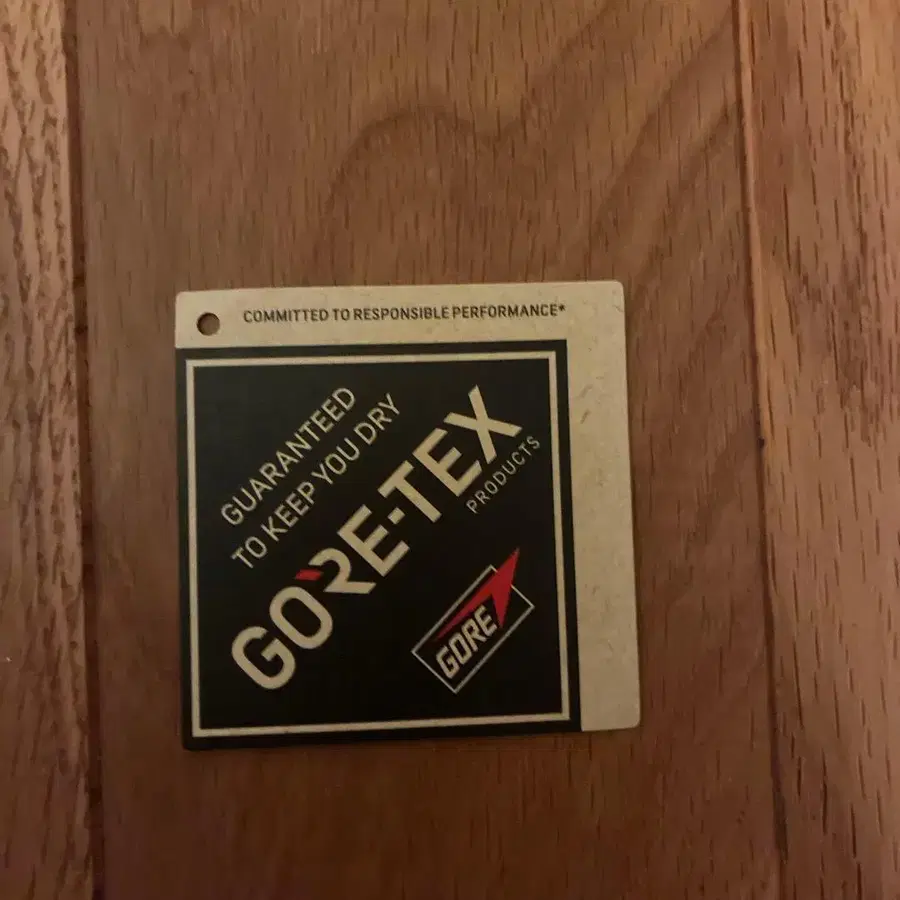 COMMITTED TO RESPONSIBLE PERFORMANCE*
GUARANTEED
TO KEEP YOU DRY
GORE-TEX
PRODUCTS
GORE